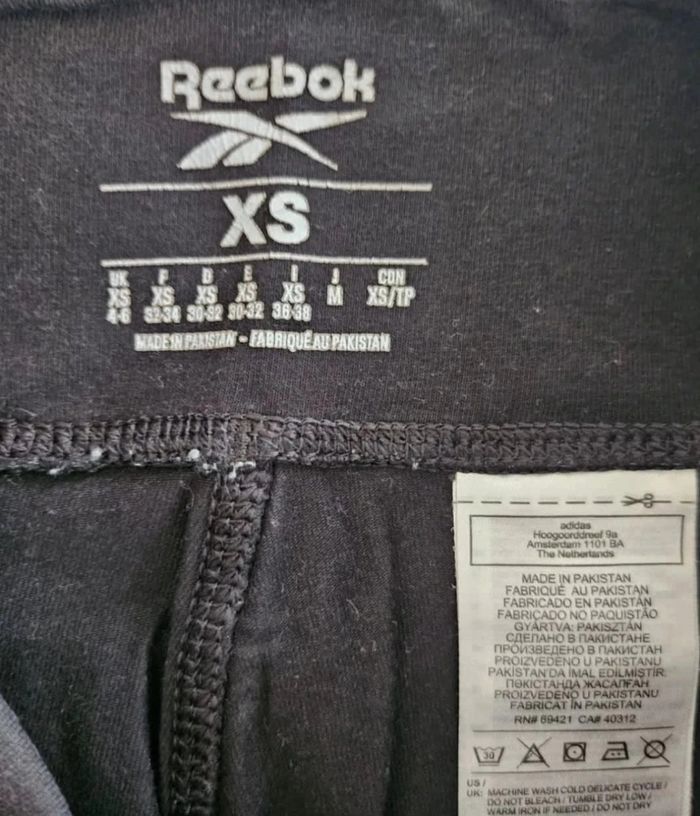 Reebok
XS
UK F D E I J CDN
XS XS XS XS XS M XS/TP
4-6 32-34 30-32 30-32 36-38
MADE IN PAKISTAN - FABRIQUÉ AU PAKISTAN
adidas
Hoogoorddreef 9a
Amsterdam 1101 BA
The Netherlands
MADE IN PAKISTAN
FABRIQUÉ AU PAKISTAN
FABRICADO EN PAKISTÁN
FABRICADO NO PAQUISTÃO
GYÁRTVA: PAKISZTÁN
СДЕЛАНО В ПАКИСТАНЕ
ПРОИЗВЕДЕНО В ПАКИСТАН
PROIZVEDENO U PAKISTANU
PAKİSTAN'DA İMAL EDİLMİŞTİR
ПӘКІСТАНДА ЖАСАЛҒАН
PROIZVEDENO U PAKISTANU
FABRICAT ÎN PAKISTAN
RN# 69421 CA# 40312
30
US /
UK: MACHINE WASH COLD DELICATE CYCLE /
DO NOT BLEACH / TUMBLE DRY LOW /
WARM IRON IF NEEDED / DO NOT DRY